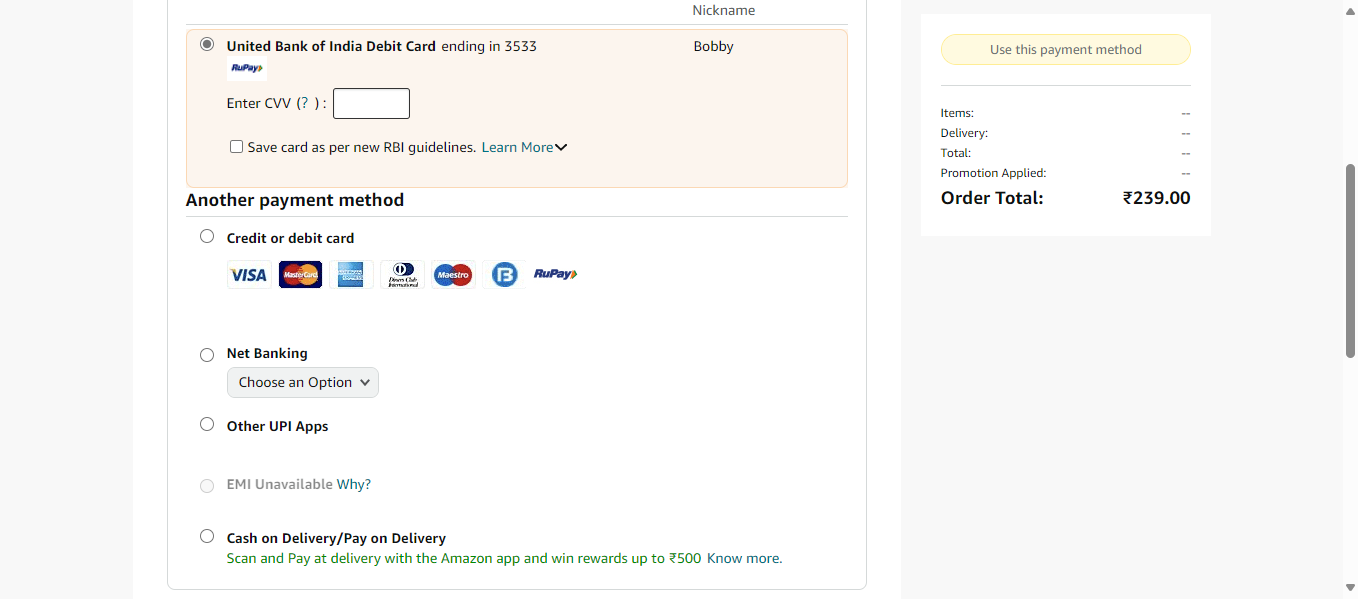 Nickname
United Bank of India Debit Card ending in 3533 Bobby
RuPay
Enter CVV (? ) :
Save card as per new RBI guidelines. Learn More
Another payment method
Credit or debit card
VISA MasterCard AMERICAN EXPRESS Diners Club International Maestro B RuPay
Net Banking
Choose an Option
Other UPI Apps
EMI Unavailable Why?
Cash on Delivery/Pay on Delivery
Scan and Pay at delivery with the Amazon app and win rewards up to ₹500 Know more.
Use this payment method
Items: --
Delivery: --
Total: --
Promotion Applied: --
Order Total: ₹239.00